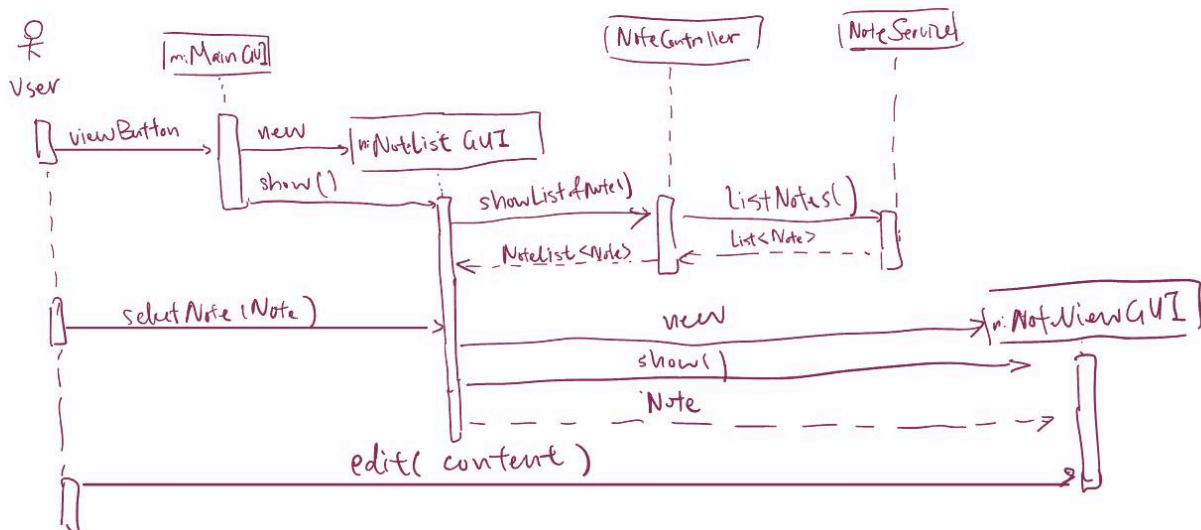 User
m:MainGUI
NoteController
NoteService
viewButton
new
n:NoteList GUI
show()
showListofNote()
listNotes()
NoteList<Note>
List<Note>
selectNote(Note)
new
n:NoteViewGUI
show()
Note
edit( content )